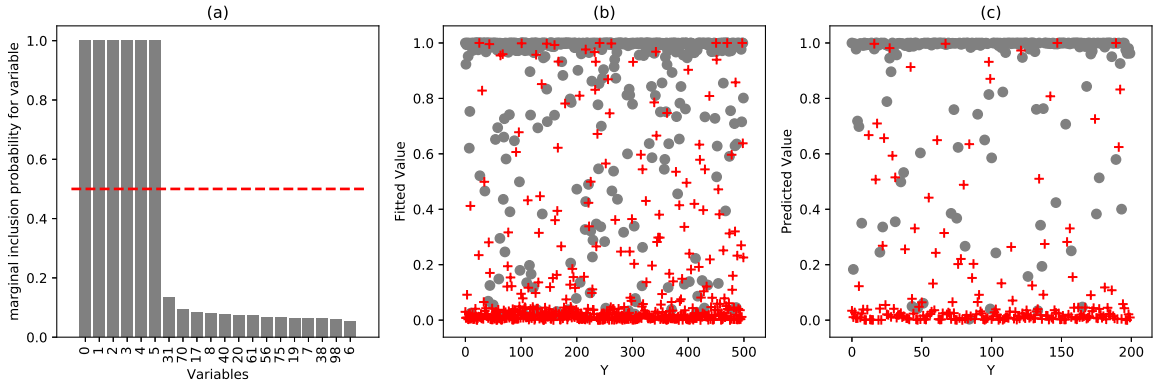 (a)
marginal inclusion probability for variable
1.0
0.8
0.6
0.4
0.2
0.0
0 1 2 3 4 5 31 70 17 8 40 20 61 56 75 19 7 38 98 6
Variables
(b)
Fitted Value
1.0
0.8
0.6
0.4
0.2
0.0
0 100 200 300 400 500
Y
(c)
Predicted Value
1.0
0.8
0.6
0.4
0.2
0.0
0 50 100 150 200
Y